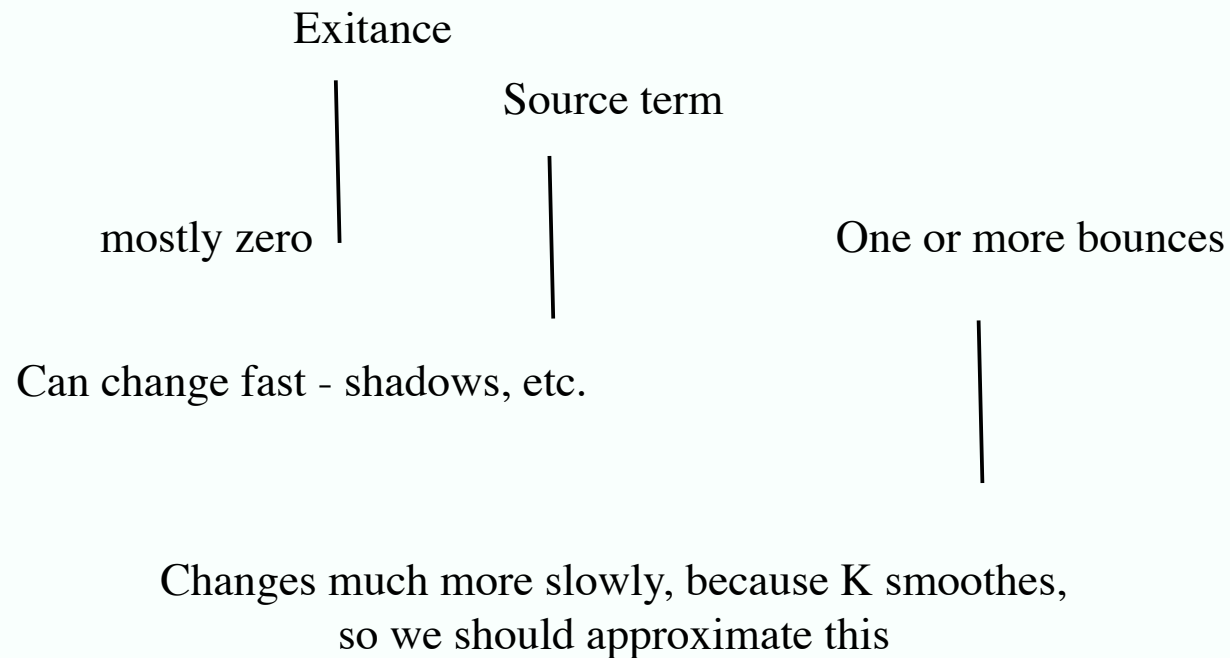 Exitance
Source term
mostly zero
One or more bounces
Can change fast - shadows, etc.
Changes much more slowly, because K smoothes,
so we should approximate this